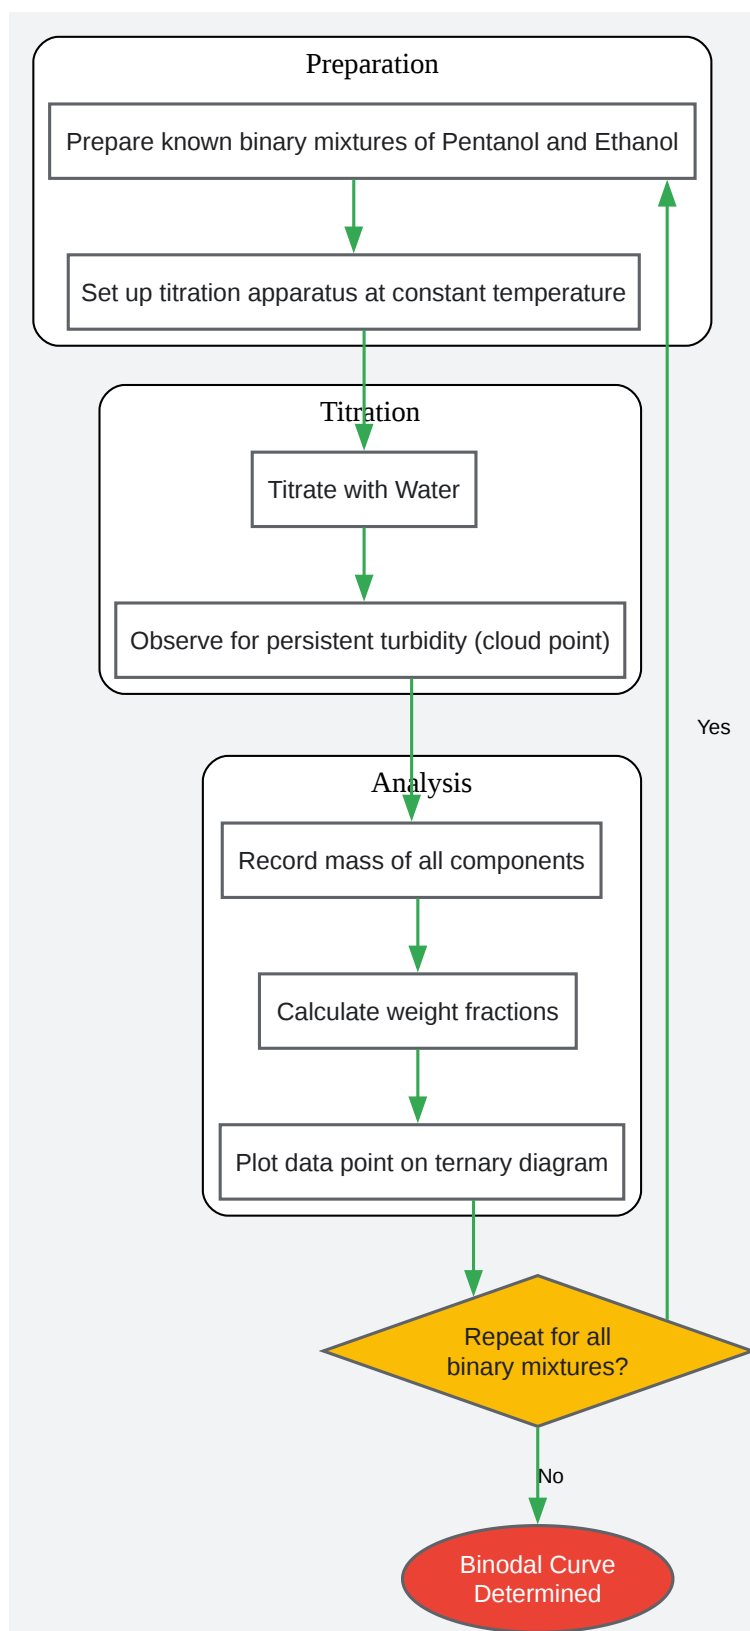 Preparation
Prepare known binary mixtures of Pentanol and Ethanol
Set up titration apparatus at constant temperature
Titration
Titrate with Water
Observe for persistent turbidity (cloud point)
Yes
Analysis
Record mass of all components
Calculate weight fractions
Plot data point on ternary diagram
Repeat for all
binary mixtures?
No
Binodal Curve
Determined